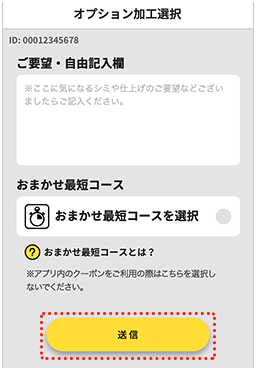 オプション加工選択
ID: 00012345678
ご要望・自由記入欄
※ここに気になるシミや仕上げのご要望などござい
ましたらご記入ください。
おまかせ最短コース
おまかせ最短コースを選択
? おまかせ最短コースとは？
※アプリ内のクーポンをご利用の際はこちらを選択し
ないでください。
送信